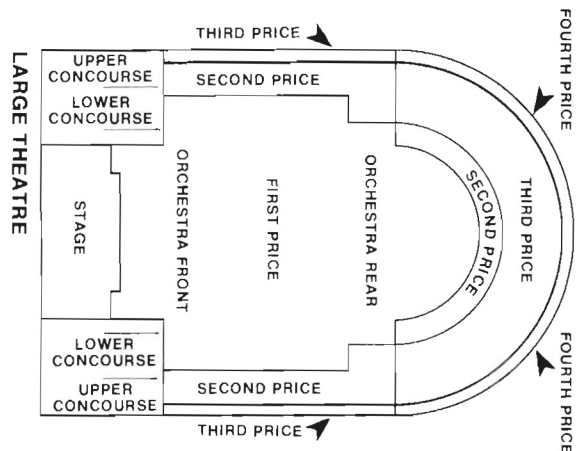 THIRD PRICE
FOURTH PRICE
UPPER
CONCOURSE
SECOND PRICE
LOWER
CONCOURSE
LARGE THEATRE
STAGE
ORCHESTRA FRONT
FIRST PRICE
ORCHESTRA REAR
SECOND PRICE
THIRD PRICE
LOWER
CONCOURSE
UPPER
CONCOURSE
SECOND PRICE
THIRD PRICE
FOURTH PRICE